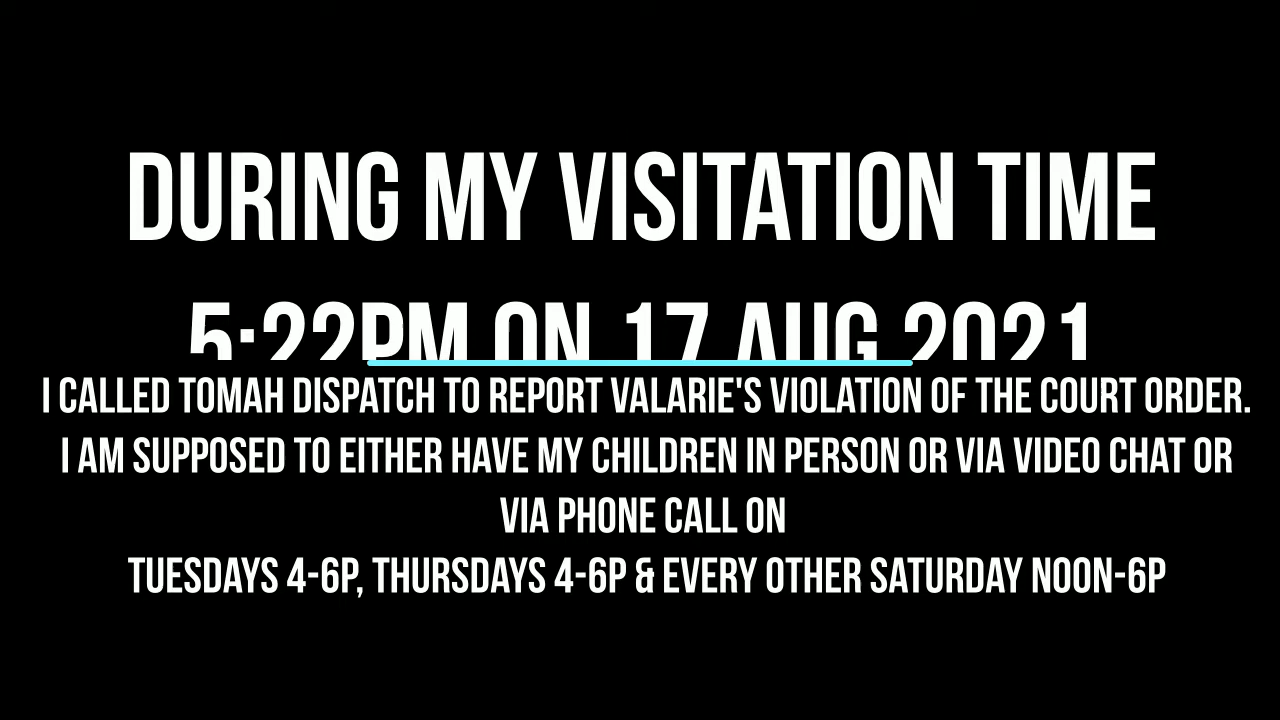 DURING MY VISITATION TIME
5:22PM ON 17 AUG 2021
I CALLED TOMAH DISPATCH TO REPORT VALARIE'S VIOLATION OF THE COURT ORDER.
I AM SUPPOSED TO EITHER HAVE MY CHILDREN IN PERSON OR VIA VIDEO CHAT OR
VIA PHONE CALL ON
TUESDAYS 4-6P, THURSDAYS 4-6P & EVERY OTHER SATURDAY NOON-6P